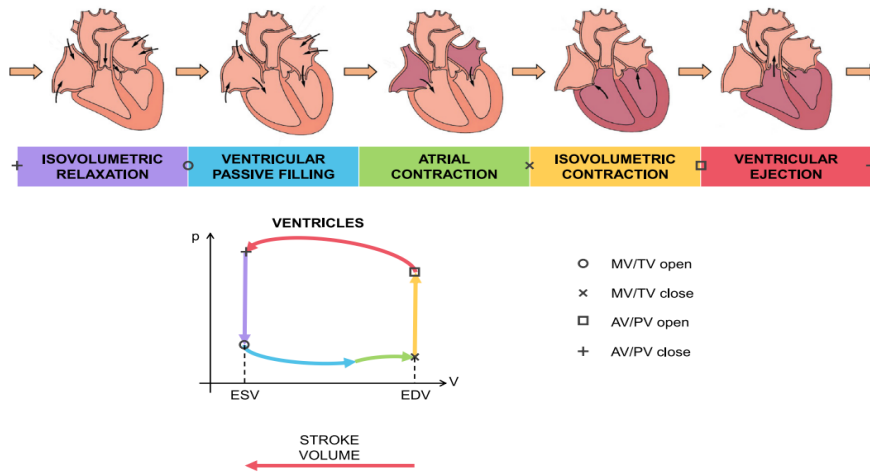 ISOVOLUMETRIC
RELAXATION
VENTRICULAR
PASSIVE FILLING
ATRIAL
CONTRACTION
ISOVOLUMETRIC
CONTRACTION
VENTRICULAR
EJECTION
VENTRICLES
p
V
ESV
EDV
MV/TV open
MV/TV close
AV/PV open
AV/PV close
STROKE
VOLUME